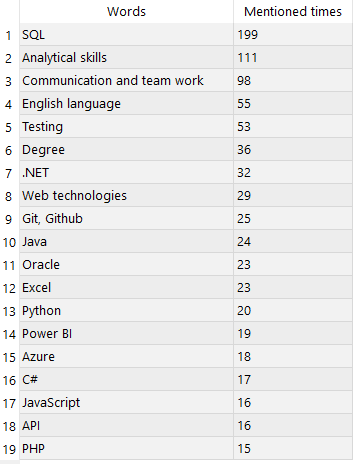 Words Mentioned times
1 SQL 199
2 Analytical skills 111
3 Communication and team work 98
4 English language 55
5 Testing 53
6 Degree 36
7 .NET 32
8 Web technologies 29
9 Git, Github 25
10 Java 24
11 Oracle 23
12 Excel 23
13 Python 20
14 Power BI 19
15 Azure 18
16 C# 17
17 JavaScript 16
18 API 16
19 PHP 15